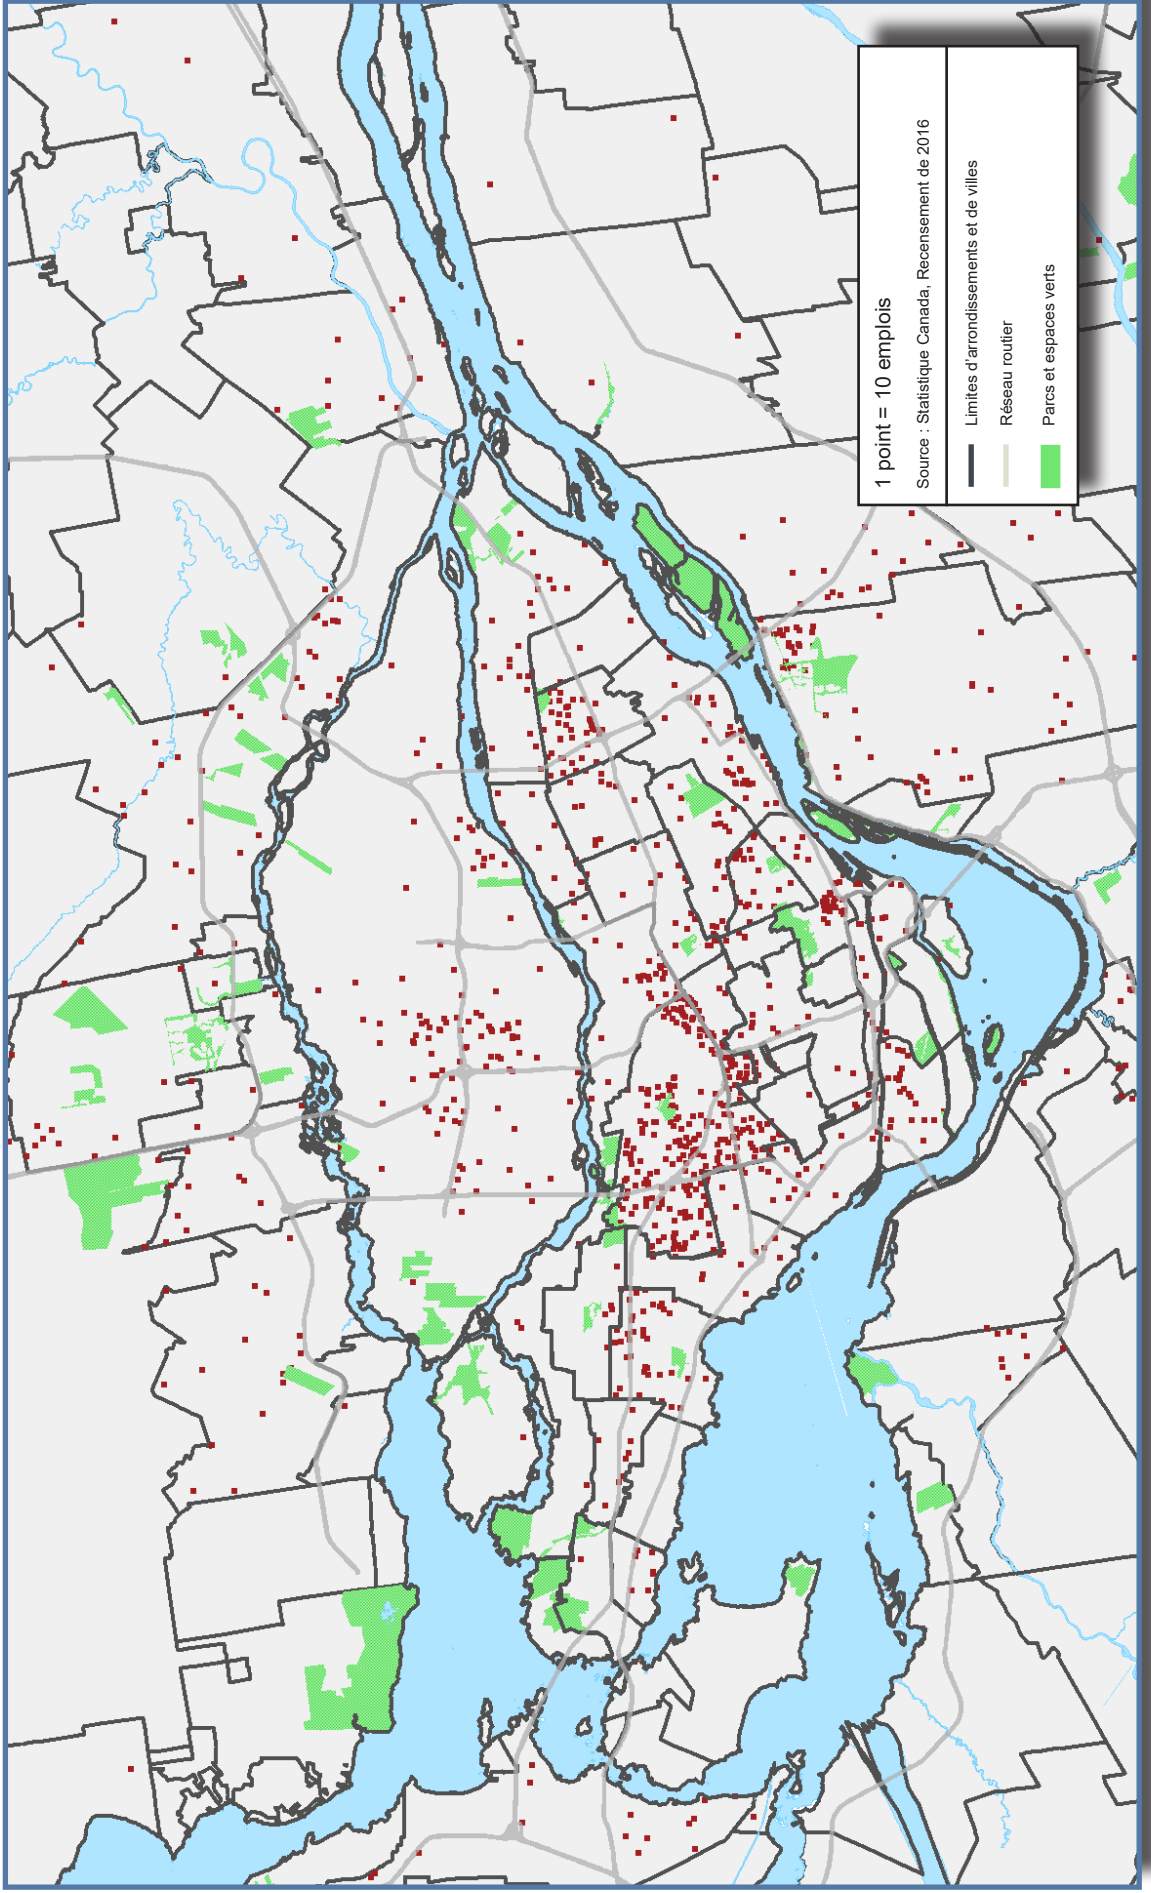 1 point = 10 emplois
Source : Statistique Canada, Recensement de 2016
Limites d'arrondissements et de villes
Réseau routier
Parcs et espaces verts